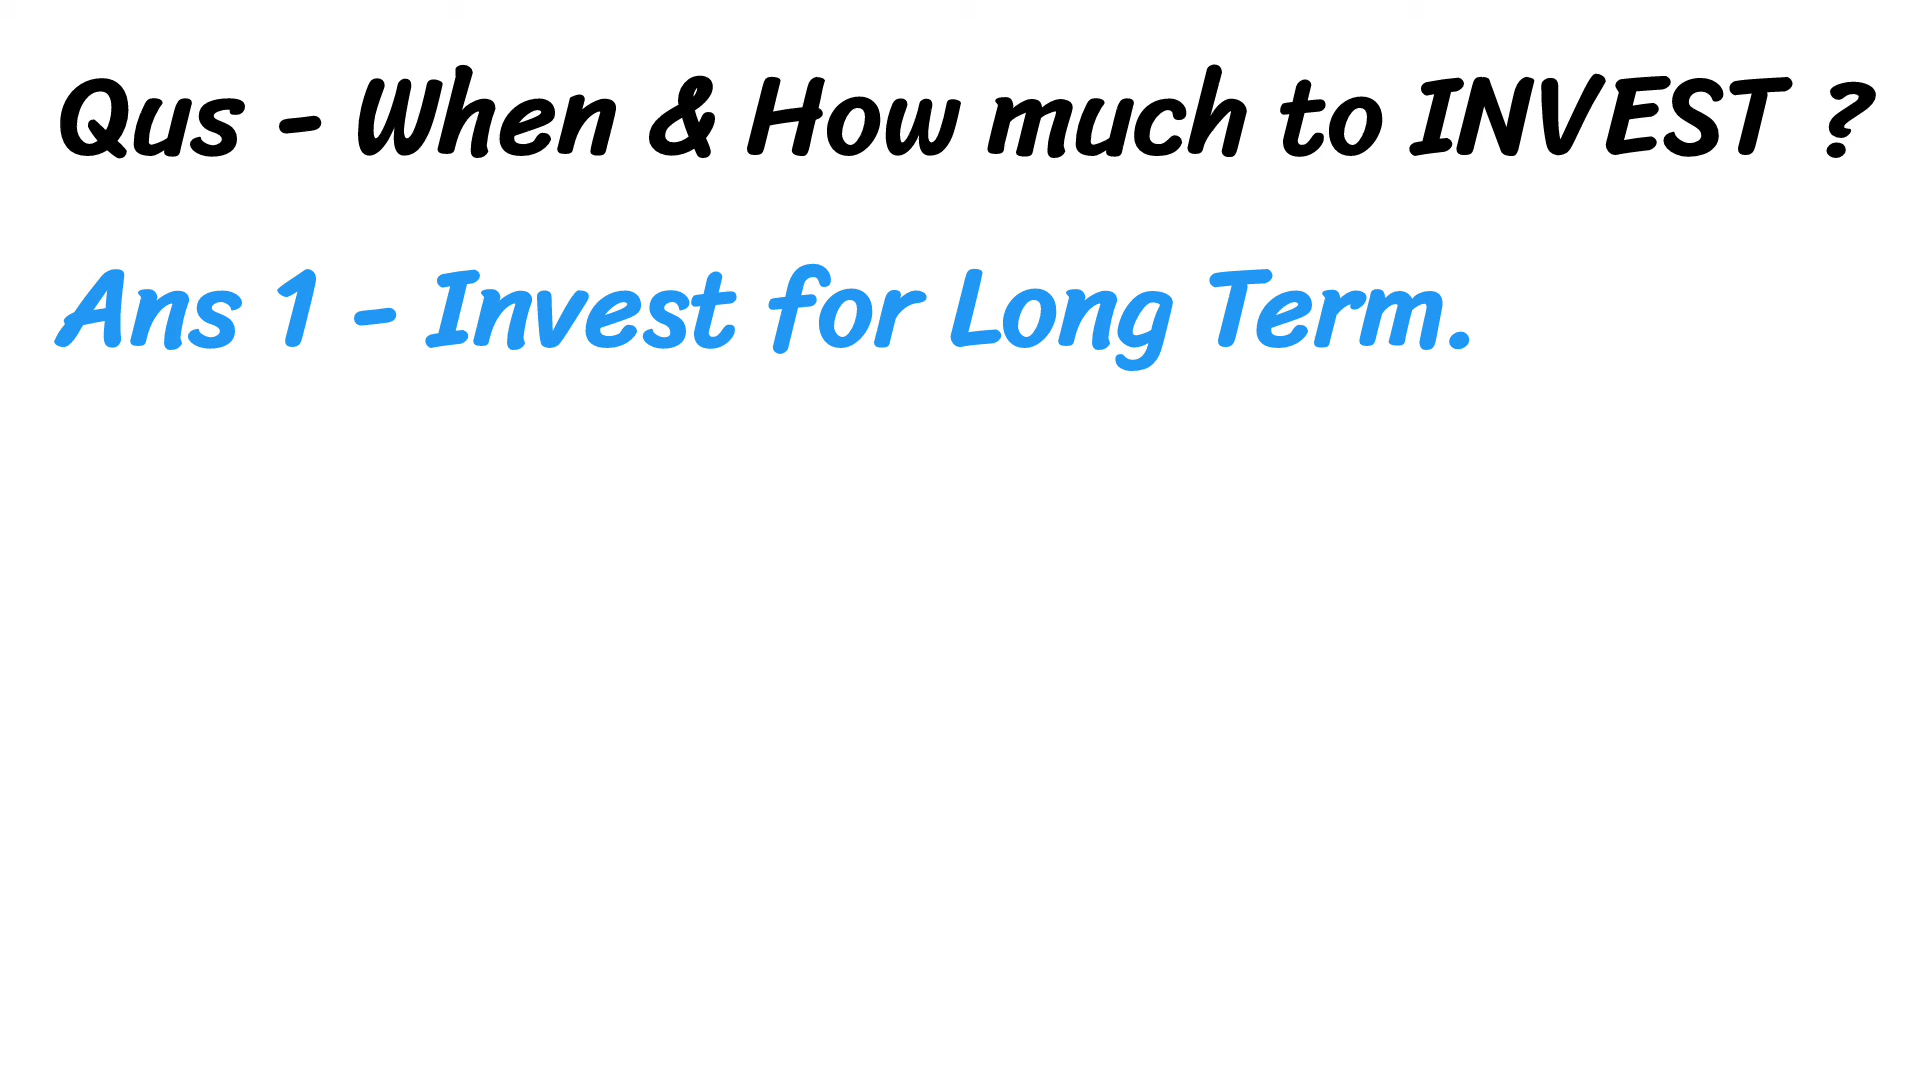 Qus - When & How much to INVEST ?
Ans 1 - Invest for Long Term.